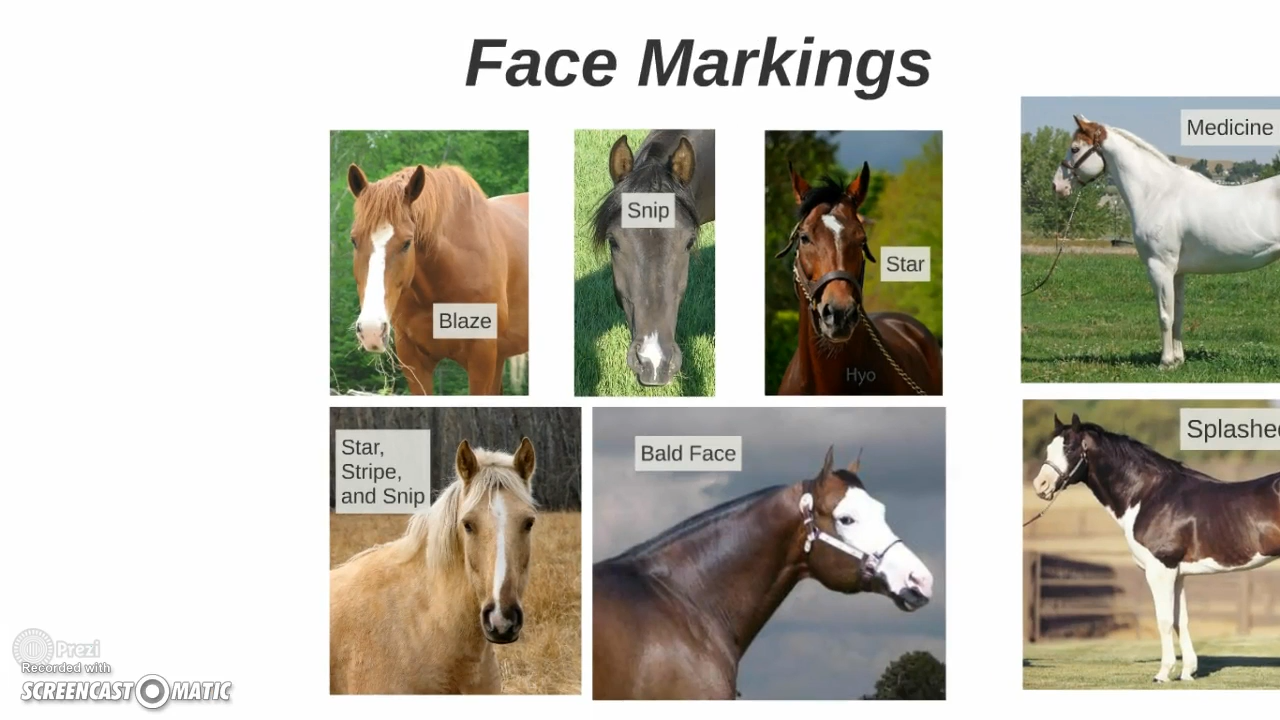 Face Markings
Medicine
Snip
Star
Blaze
Hyo
Star,
Stripe,
and Snip
Bald Face
Splashed
Prezi
Recorded with
SCREENCAST-O-MATIC